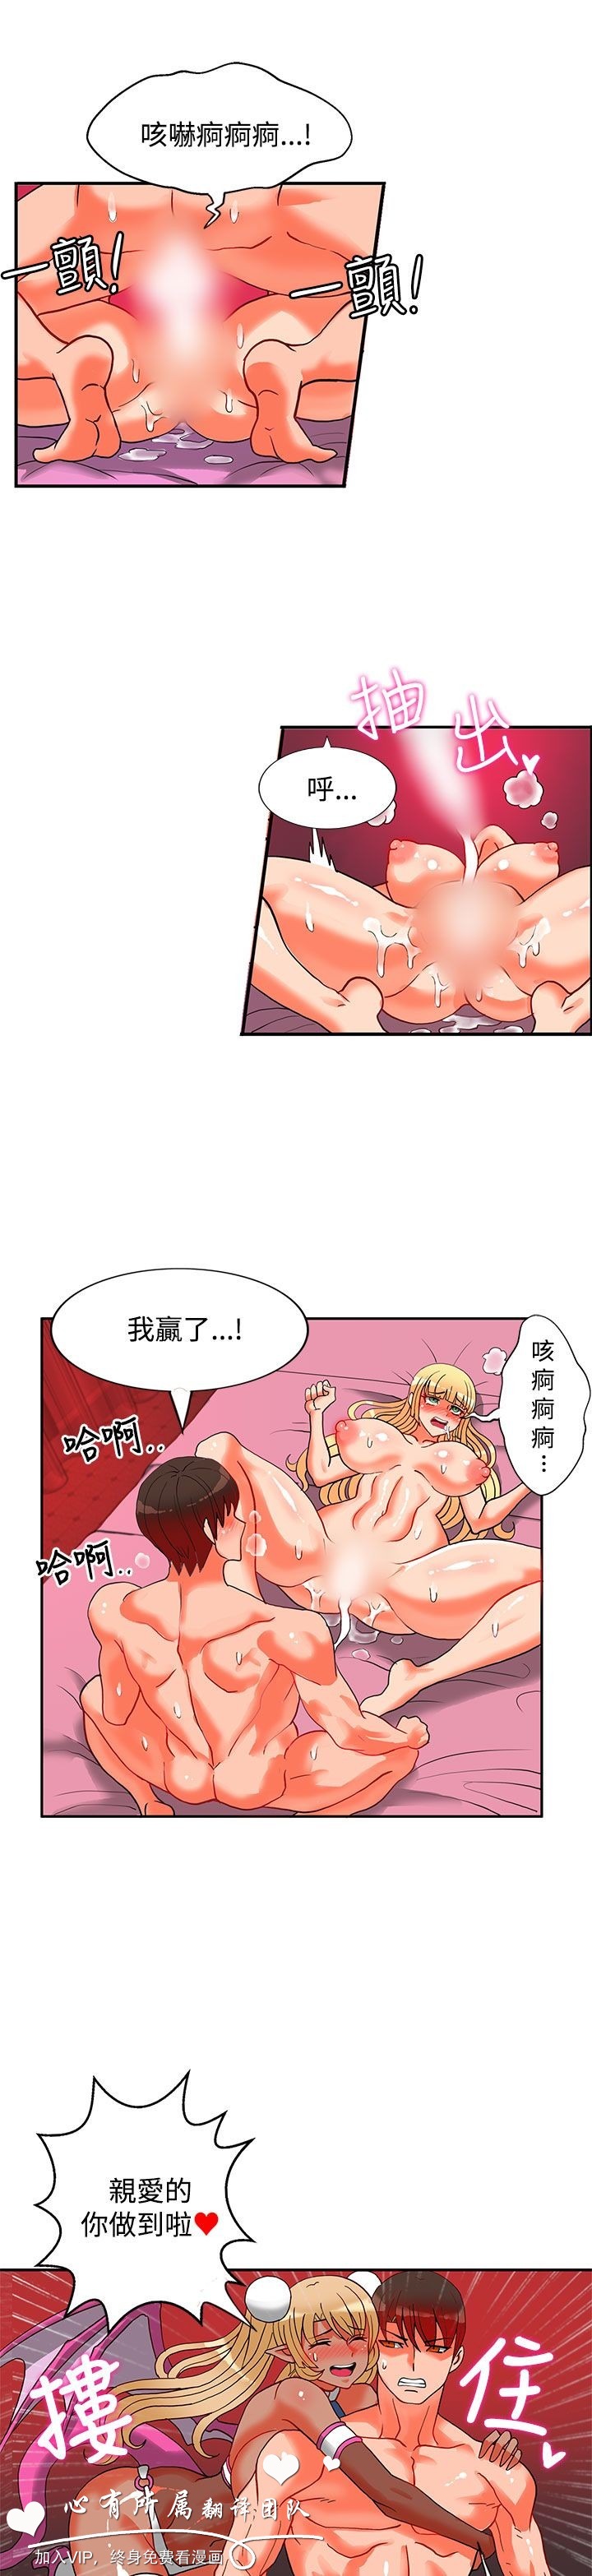 咳嚇痾痾痾...!
一顫!
一顫!
抽出
呼...
我贏了...!
咳痾痾痾...
哈啊..
哈啊..
親愛的
你做到啦♥
摟住
心有所属翻译团队
加入VIP，终身免费看漫画